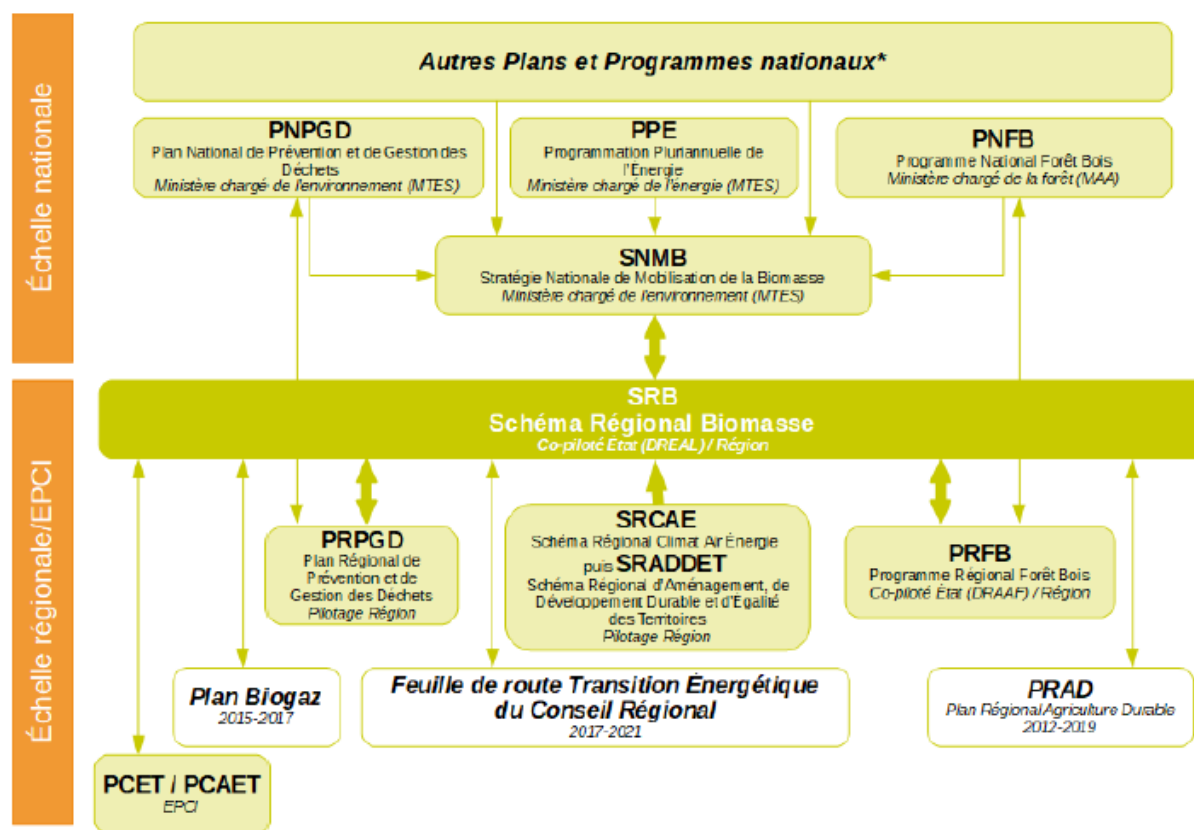 Échelle nationale
Autres Plans et Programmes nationaux*
PNPGD
Plan National de Prévention et de Gestion des
Déchets
Ministère chargé de l'environnement (MTES)
PPE
Programmation Pluriannuelle de
l'Énergie
Ministère chargé de l'énergie (MTES)
PNFB
Programme National Forêt Bois
Ministère chargé de la forêt (MAA)
SNMB
Stratégie Nationale de Mobilisation de la Biomasse
Ministère chargé de l'environnement (MTES)
Échelle régionale/EPCI
SRB
Schéma Régional Biomasse
Co-piloté État (DREAL) / Région
PRPGD
Plan Régional de
Prévention et de
Gestion des Déchets
Pilotage Région
SRCAE
Schéma Régional Climat Air Énergie
puis SRADDET
Schéma Régional d'Aménagement, de
Développement Durable et d'Égalité
des Territoires
Pilotage Région
PRFB
Programme Régional Forêt Bois
Co-piloté État (DRAAF) / Région
Plan Biogaz
2015-2017
Feuille de route Transition Énergétique
du Conseil Régional
2017-2021
PRAD
Plan Régional Agriculture Durable
2012-2019
PCET / PCAET
EPCI